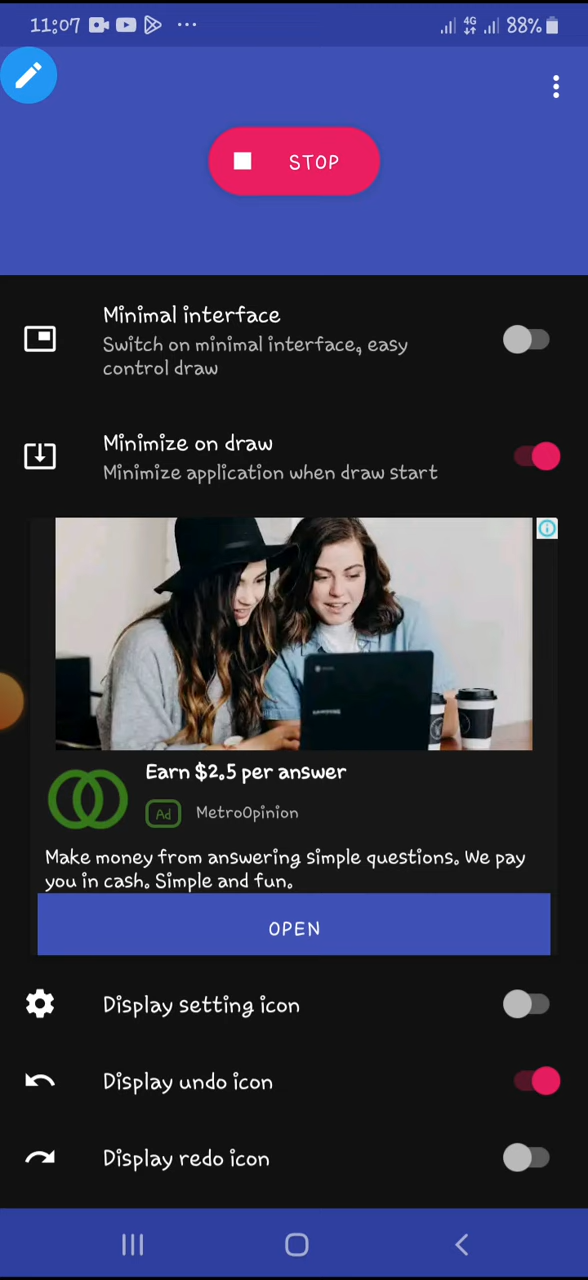 11:07 4G 88%
STOP
Minimal interface
Switch on minimal interface, easy
control draw
Minimize on draw
Minimize application when draw start
SAMSUNG
Earn $2.5 per answer
Ad MetroOpinion
Make money from answering simple questions. We pay
you in cash. Simple and fun.
OPEN
Display setting icon
Display undo icon
Display redo icon